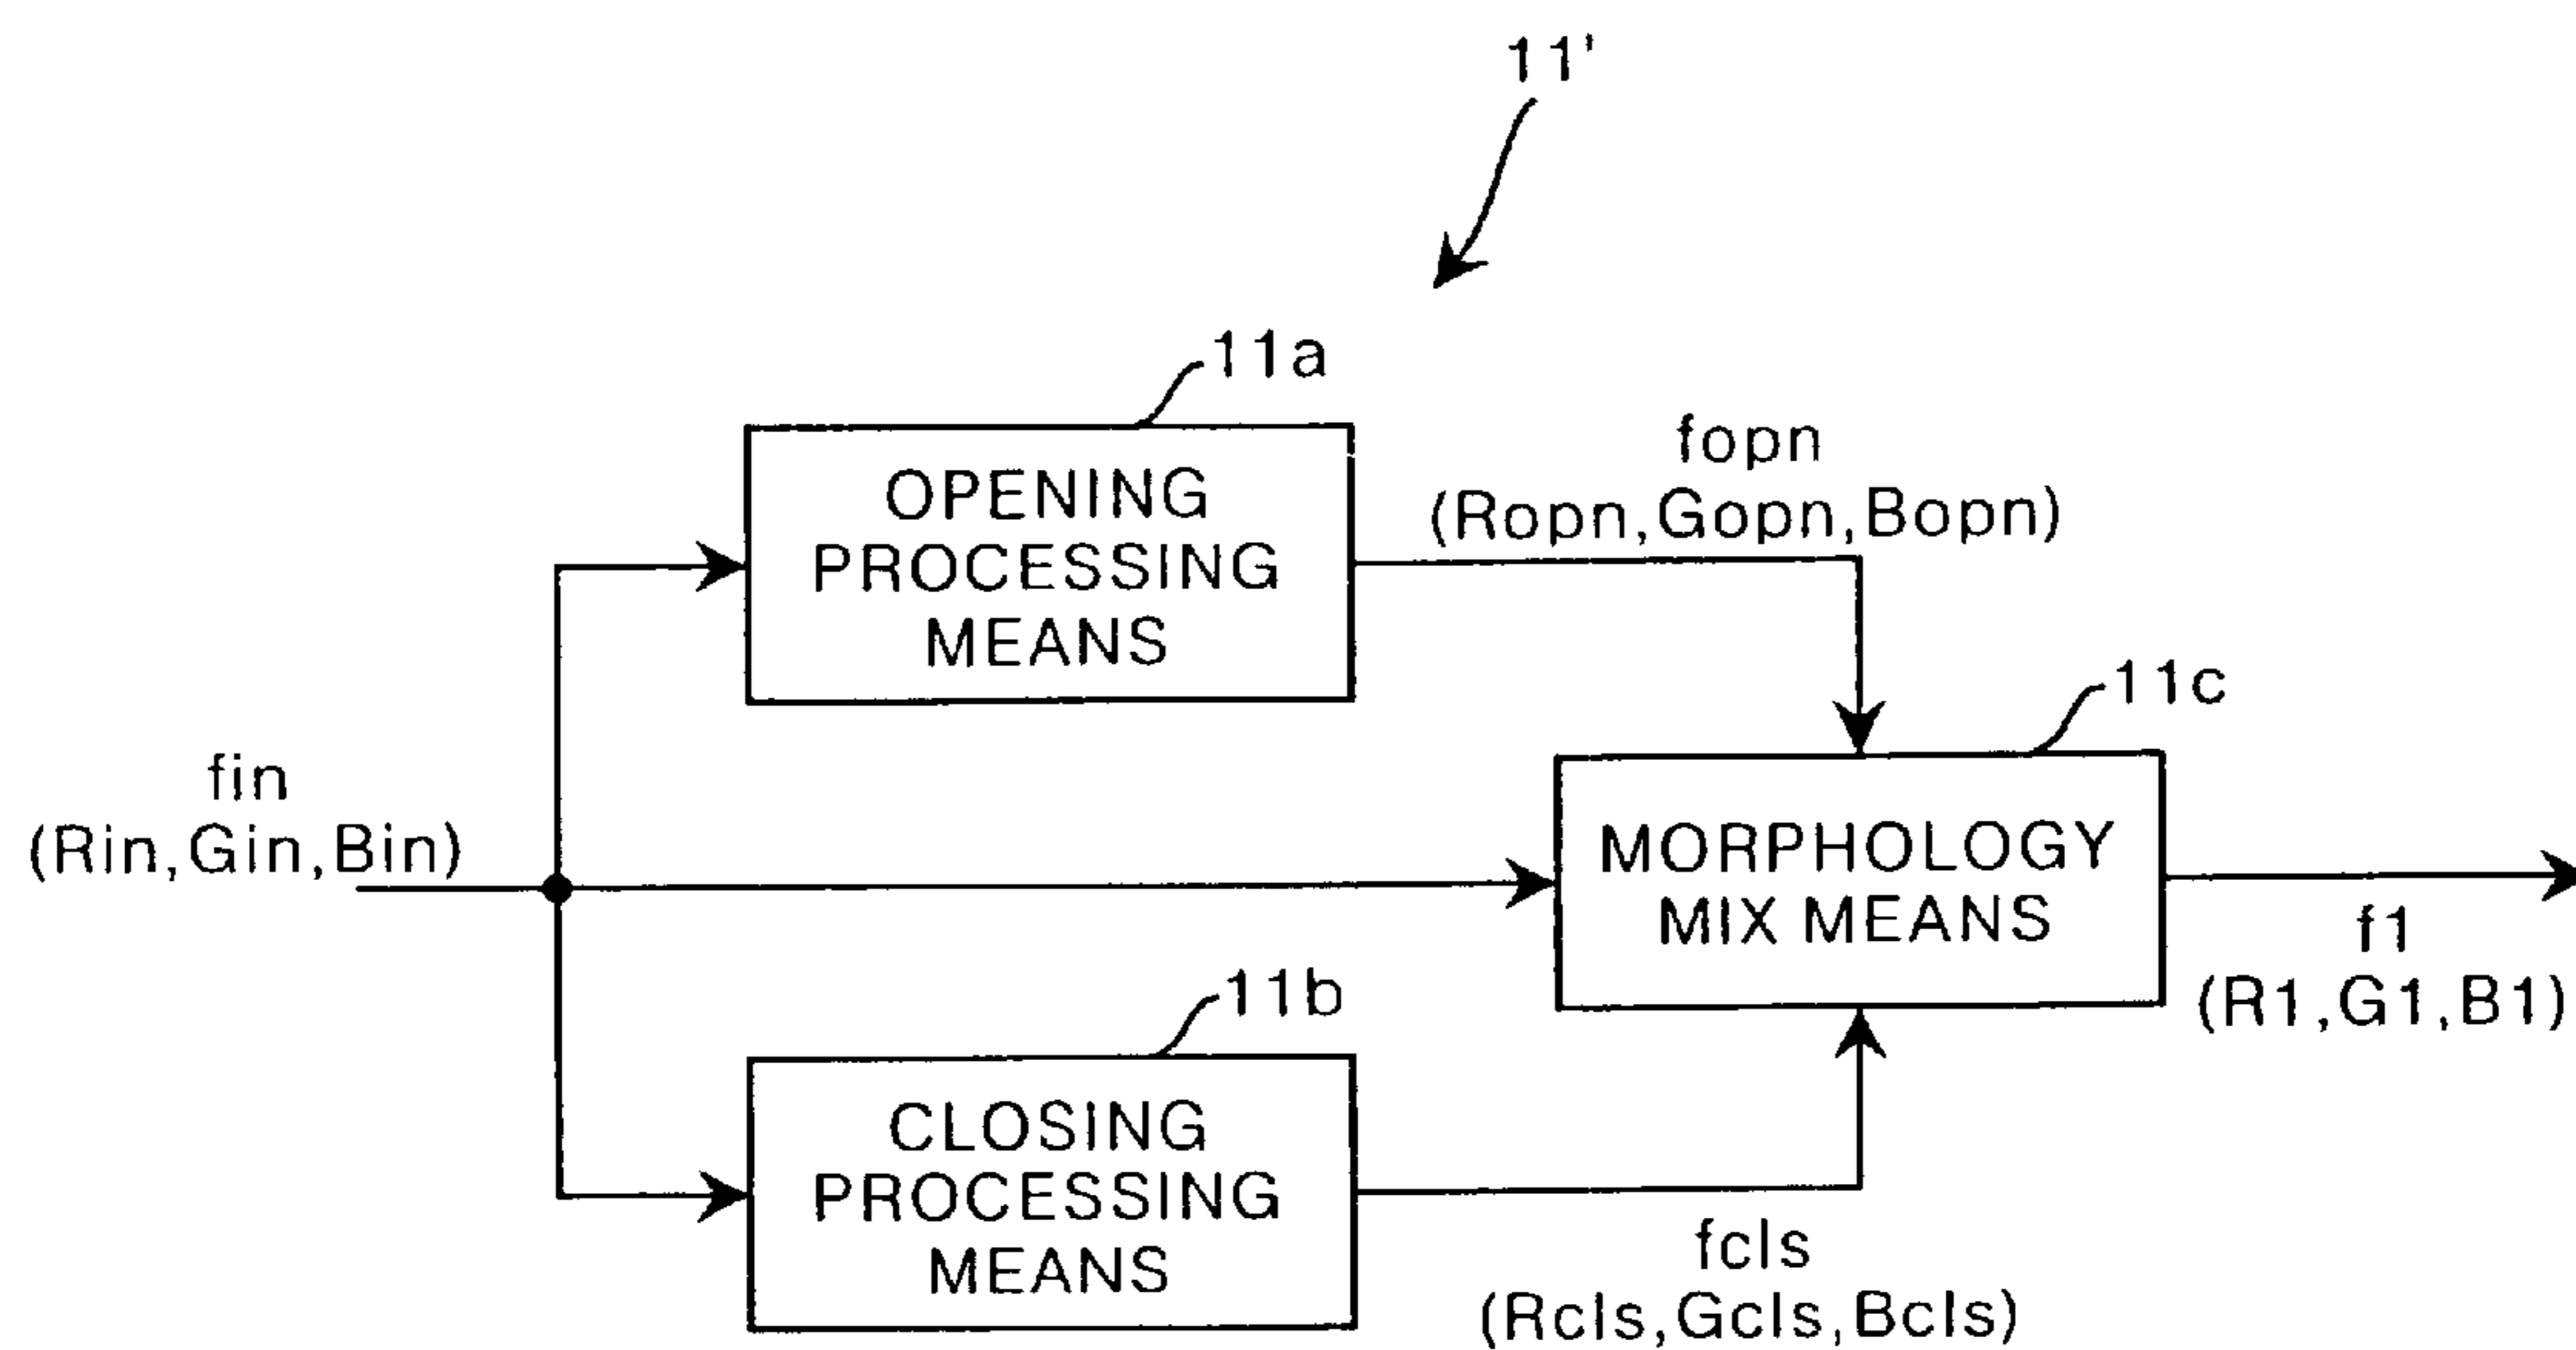 11'
11a
OPENING
PROCESSING
MEANS
fopn
(Ropn,Gopn,Bopn)
11c
fin
(Rin,Gin,Bin)
MORPHOLOGY
MIX MEANS
f1
(R1,G1,B1)
11b
CLOSING
PROCESSING
MEANS
fcls
(Rcls,Gcls,Bcls)